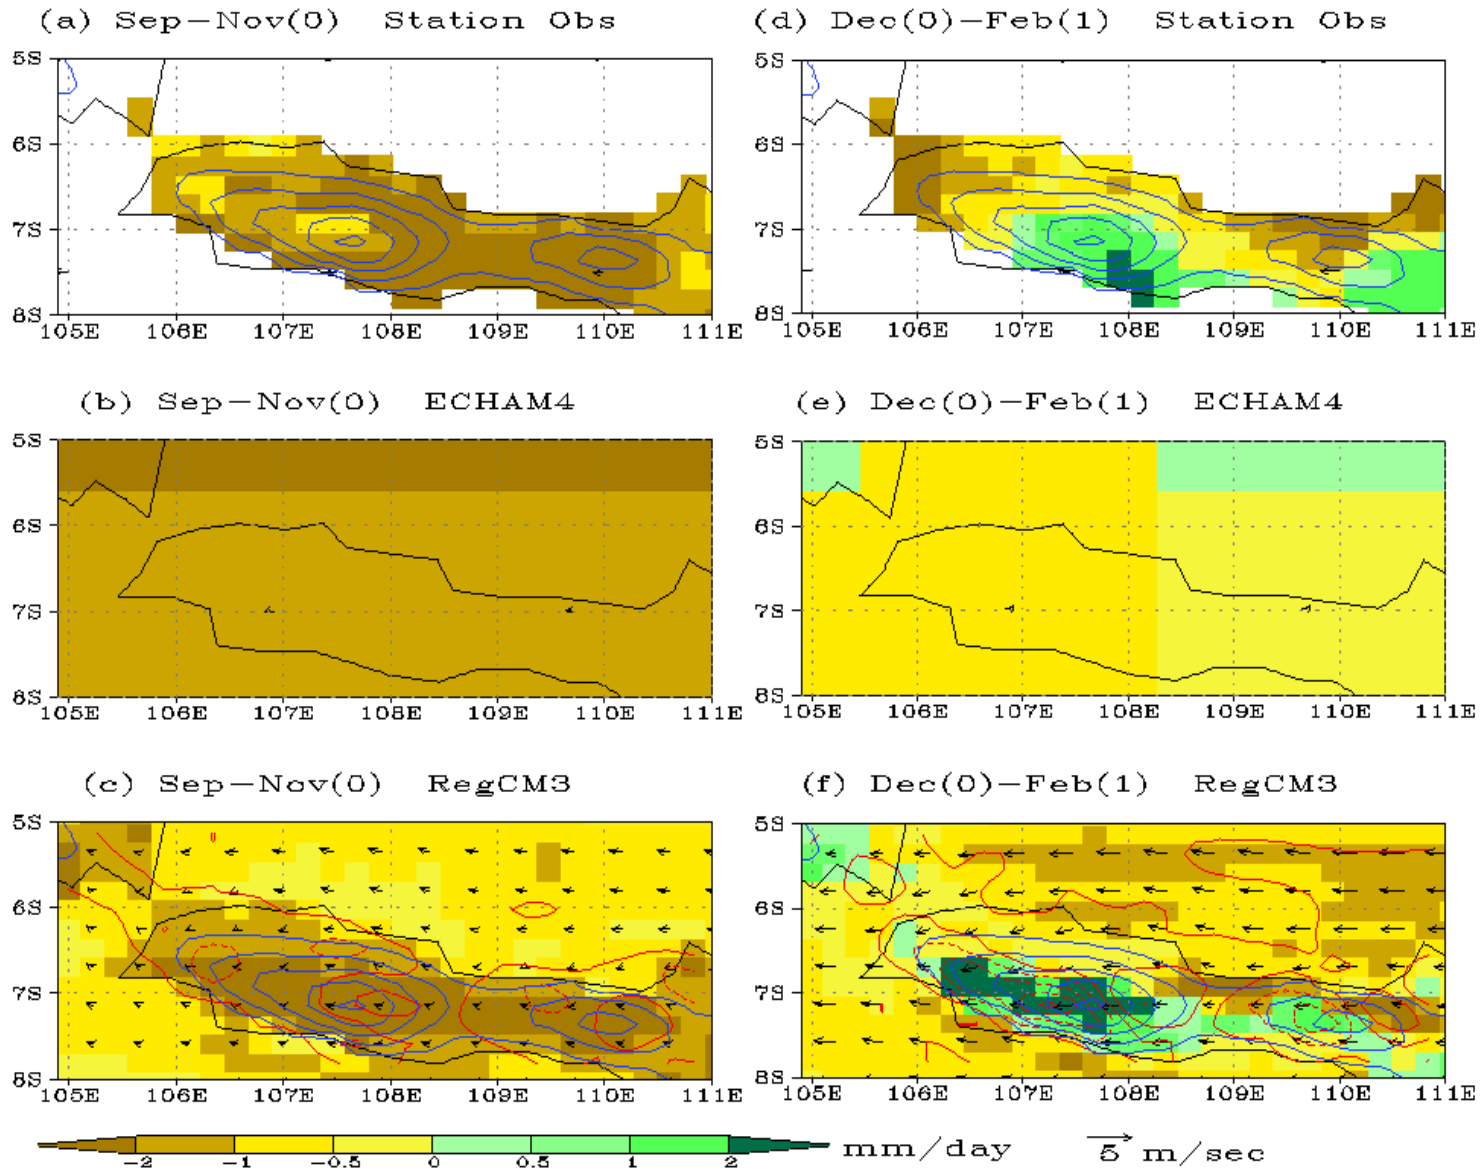 (a) Sep-Nov(0) Station Obs
(d) Dec(0)-Feb(1) Station Obs
5S
6S
7S
8S
105E 106E 107E 108E 109E 110E 111E
5S
6S
7S
8S
105E 106E 107E 108E 109E 110E 111E
(b) Sep-Nov(0) ECHAM4
(e) Dec(0)-Feb(1) ECHAM4
5S
6S
7S
8S
105E 106E 107E 108E 109E 110E 111E
5S
6S
7S
8S
105E 106E 107E 108E 109E 110E 111E
(c) Sep-Nov(0) RegCM3
(f) Dec(0)-Feb(1) RegCM3
5S
6S
7S
8S
105E 106E 107E 108E 109E 110E 111E
5S
6S
7S
8S
105E 106E 107E 108E 109E 110E 111E
-2 -1 -0.5 0 0.5 1 2 mm/day
5 m/sec